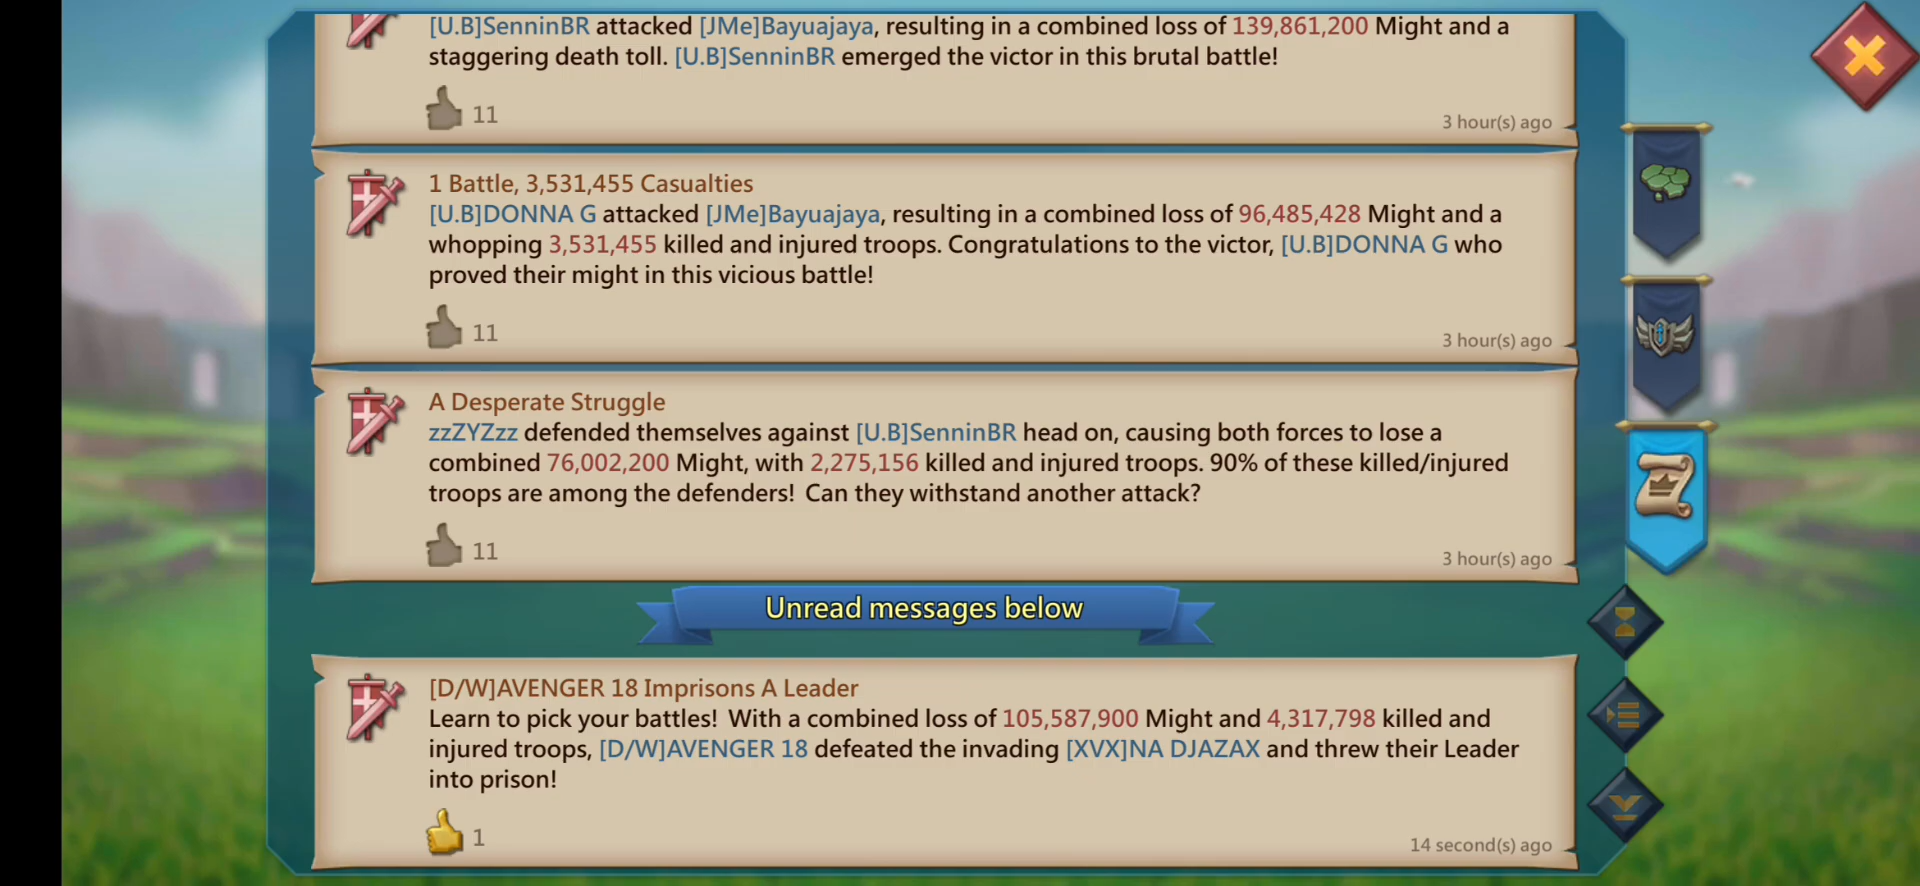 [U.B]SenninBR attacked [JMe]Bayuajaya, resulting in a combined loss of 139,861,200 Might and a
staggering death toll. [U.B]SenninBR emerged the victor in this brutal battle!
11
3 hour(s) ago
1 Battle, 3,531,455 Casualties
[U.B]DONNA G attacked [JMe]Bayuajaya, resulting in a combined loss of 96,485,428 Might and a
whopping 3,531,455 killed and injured troops. Congratulations to the victor, [U.B]DONNA G who
proved their might in this vicious battle!
11
3 hour(s) ago
A Desperate Struggle
zzZYZzz defended themselves against [U.B]SenninBR head on, causing both forces to lose a
combined 76,002,200 Might, with 2,275,156 killed and injured troops. 90% of these killed/injured
troops are among the defenders! Can they withstand another attack?
11
3 hour(s) ago
Unread messages below
[D/W]AVENGER 18 Imprisons A Leader
Learn to pick your battles! With a combined loss of 105,587,900 Might and 4,317,798 killed and
injured troops, [D/W]AVENGER 18 defeated the invading [XVX]NA DJAZAX and threw their Leader
into prison!
1
14 second(s) ago